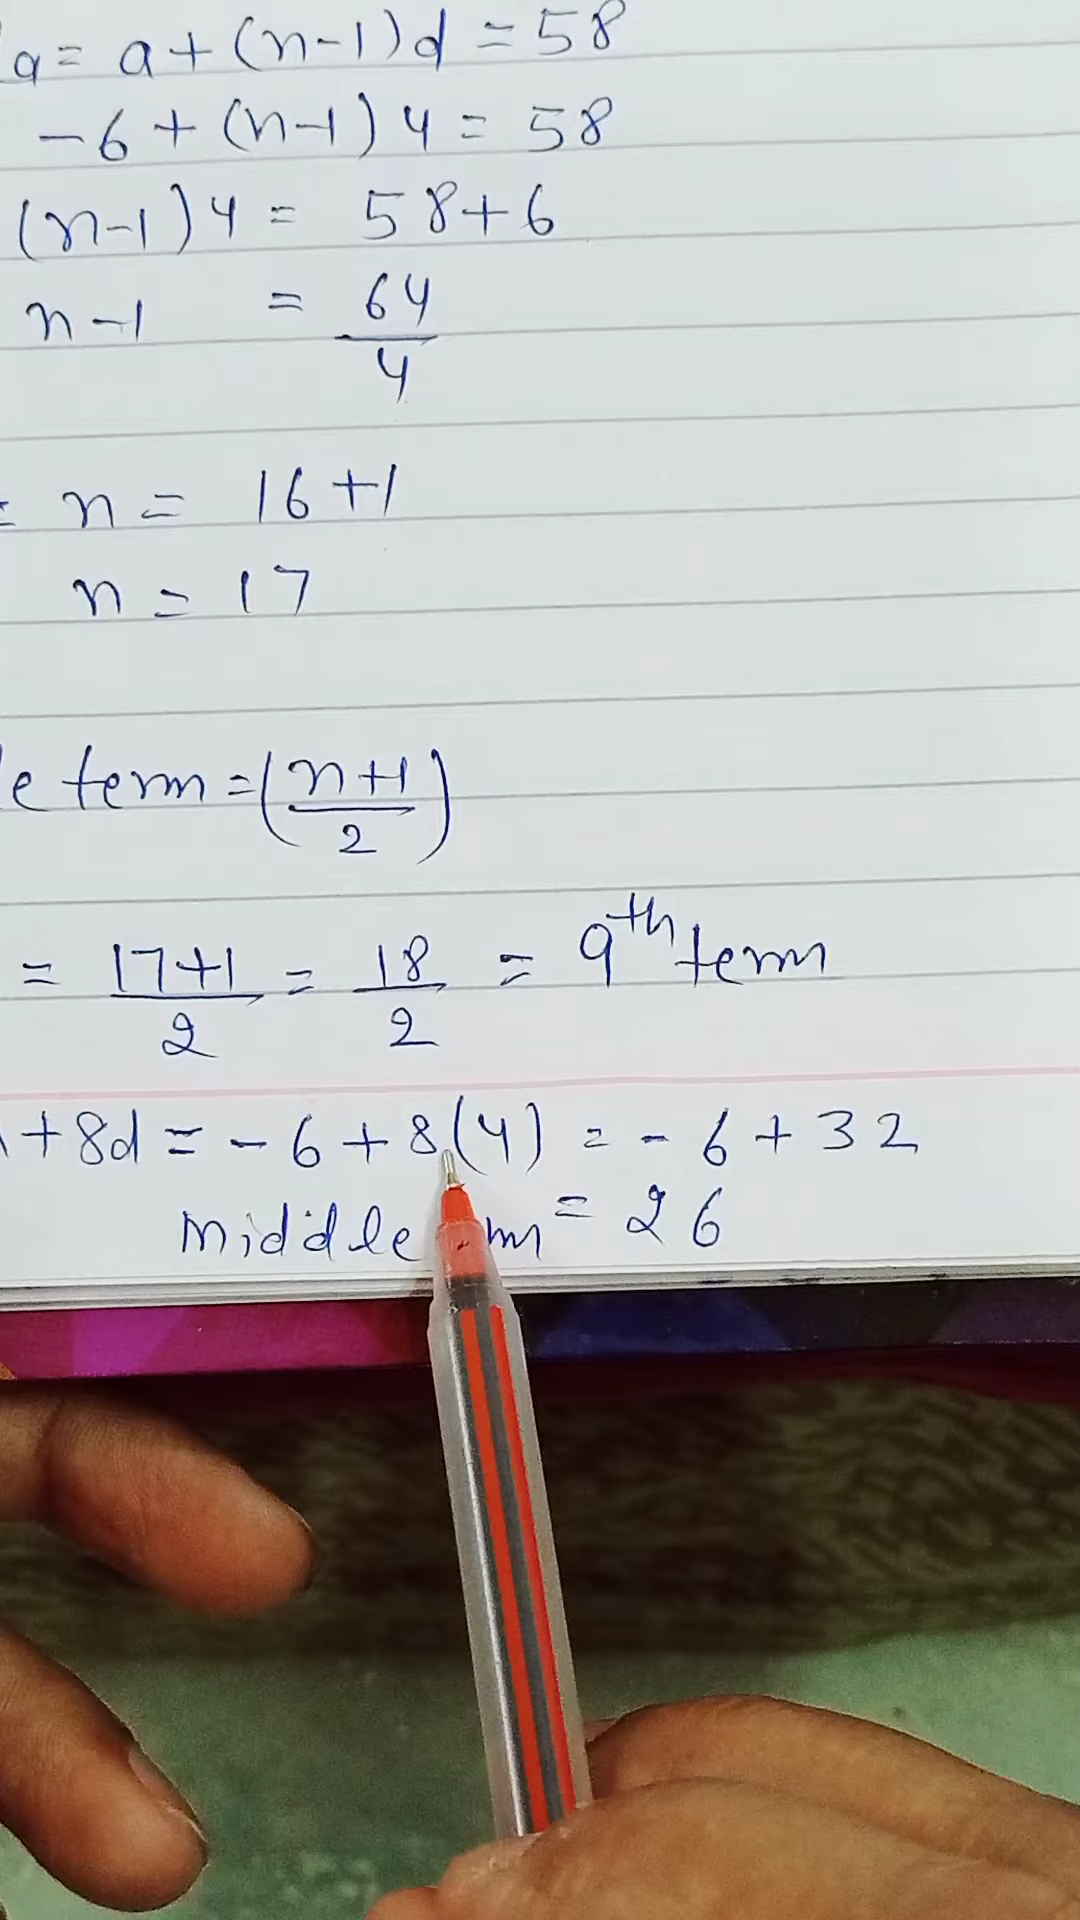 a = a + (n-1)d = 58
-6 + (n-1)4 = 58
(n-1)4 = 58+6
n-1 = 64/4
= n = 16+1
n = 17
term = (n+1/2)
= 17+1/2 = 18/2 = 9th term
+8d = -6 + 8(4) = -6+32
Middle = 26